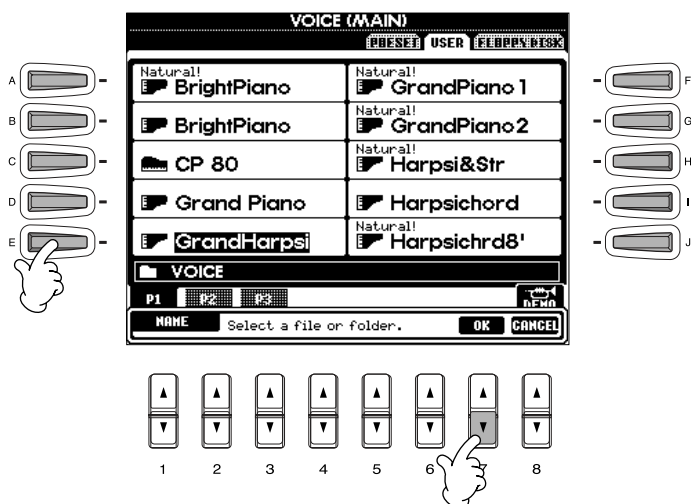 VOICE (MAIN)
PRESET USER FLOPPY DISK
A
F
Natural!
BrightPiano
Natural!
GrandPiano 1
B
G
BrightPiano
Natural!
GrandPiano 2
C
H
CP 80
Natural!
Harpsi&Str
D
I
Grand Piano
Harpsichord
E
J
GrandHarpsi
Natural!
Harpsichrd8'
VOICE
P1 P2 P3
DEMO
NAME Select a file or folder. OK CANCEL
1 2 3 4 5 6 8